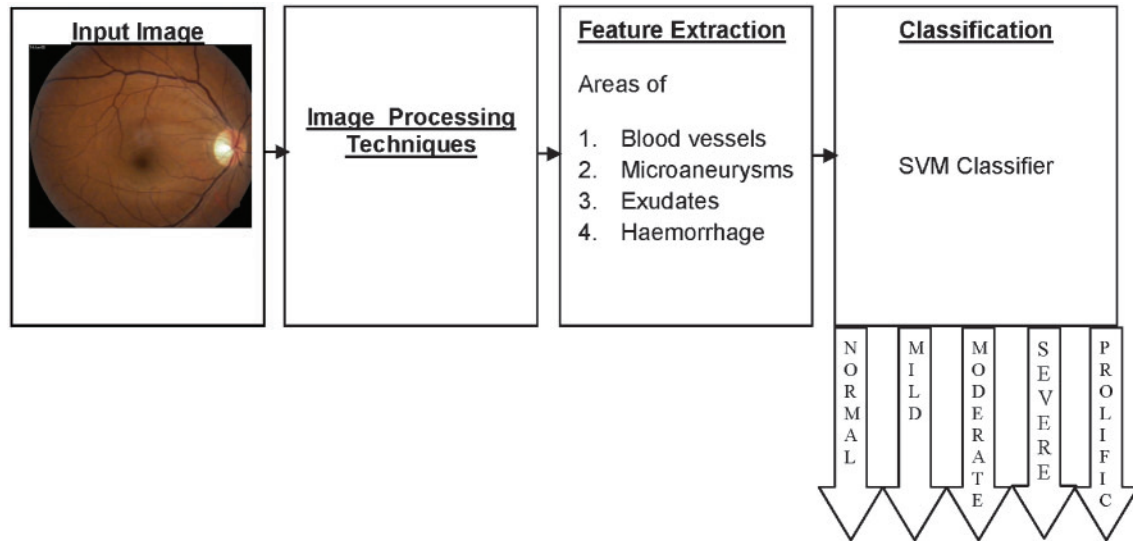 Input Image
Image Processing
Techniques
Feature Extraction
Areas of
1. Blood vessels
2. Microaneurysms
3. Exudates
4. Haemorrhage
Classification
SVM Classifier
NORMAL
MILD
MODERATE
SEVERE
PROLIFIC